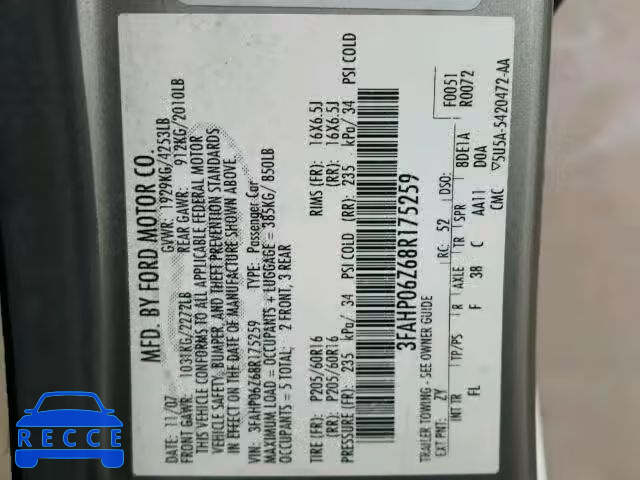 MFD. BY FORD MOTOR CO.
DATE: 11/07 GVWR: 1929KG/4253LB
FRONT GAWR: 1031KG/2272LB REAR GAWR: 912KG/2010LB
THIS VEHICLE CONFORMS TO ALL APPLICABLE FEDERAL MOTOR
VEHICLE SAFETY, BUMPER, AND THEFT PREVENTION STANDARDS
IN EFFECT ON THE DATE OF MANUFACTURE SHOWN ABOVE.
VIN: 3FAHP06Z68R175259 TYPE: Passenger Car
MAXIMUM LOAD = OCCUPANTS + LUGGAGE = 385KG/ 850LB
OCCUPANTS = 5 TOTAL: 2 FRONT, 3 REAR
TIRE (FR): P205/60R16 RIMS (FR): 16X6.5J
(RR): P205/60R16 (RR): 16X6.5J
PRESSURE (FR): 235 kPa/ 34 PSI COLD (RR): 235 kPa/ 34 PSI COLD
3FAHP06Z68R175259
TRAILER TOWING - SEE OWNER GUIDE F0051
R0072
EXT PNT: ZY RC: 52 DSO:
INT TR TP/PS R AXLE TR SPR 8DE1A
FL F 38 C AA11 D0A
CMC ▽5U5A-5420472-AA
RECCE